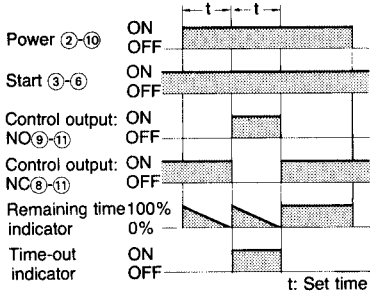 t t
Power ②-⑩ ON
OFF
Start ③-⑥ ON
OFF
Control output: ON
NO⑨-⑪ OFF
Control output: ON
NC⑧-⑪ OFF
Remaining time 100%
indicator 0%
Time-out ON
indicator OFF
t: Set time